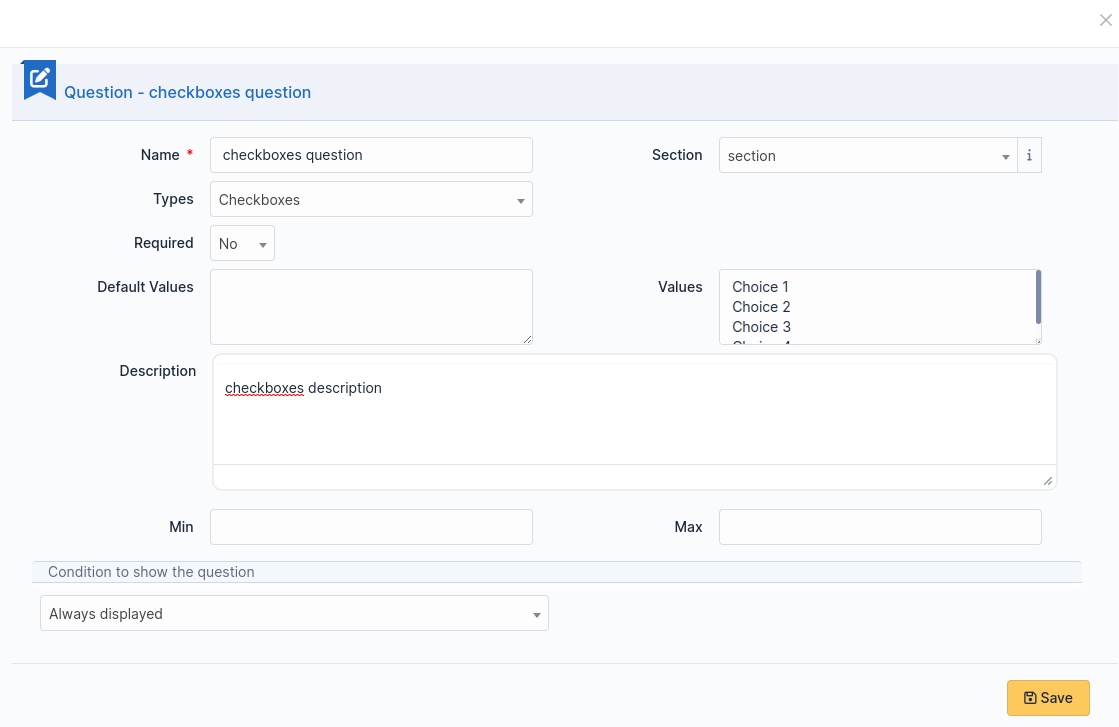 Question - checkboxes question
Name * checkboxes question
Section section i
Types Checkboxes
Required No
Default Values
Values Choice 1
Choice 2
Choice 3
Description
checkboxes description
Min
Max
Condition to show the question
Always displayed
Save